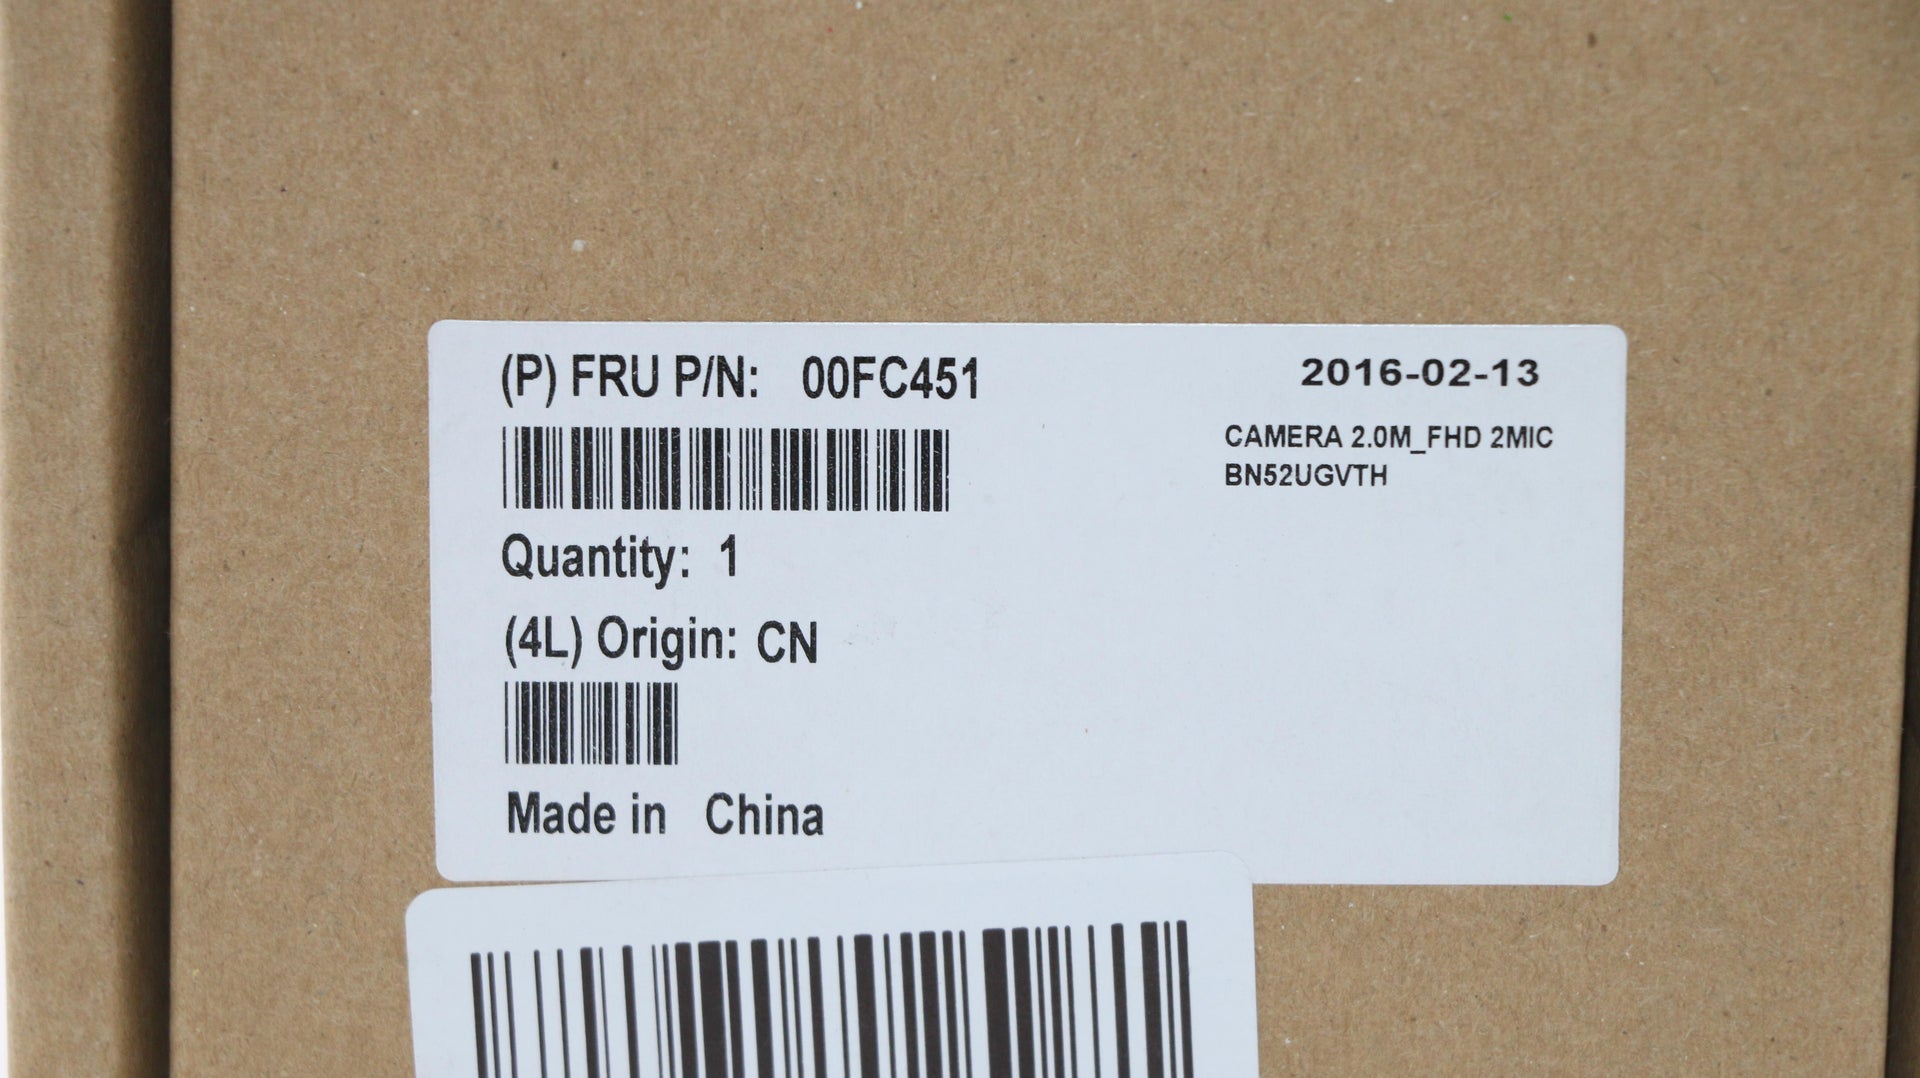 (P) FRU P/N: 00FC451
2016-02-13
CAMERA 2.0M_FHD 2MIC
BN52UGVTH
Quantity: 1
(4L) Origin: CN
Made in China